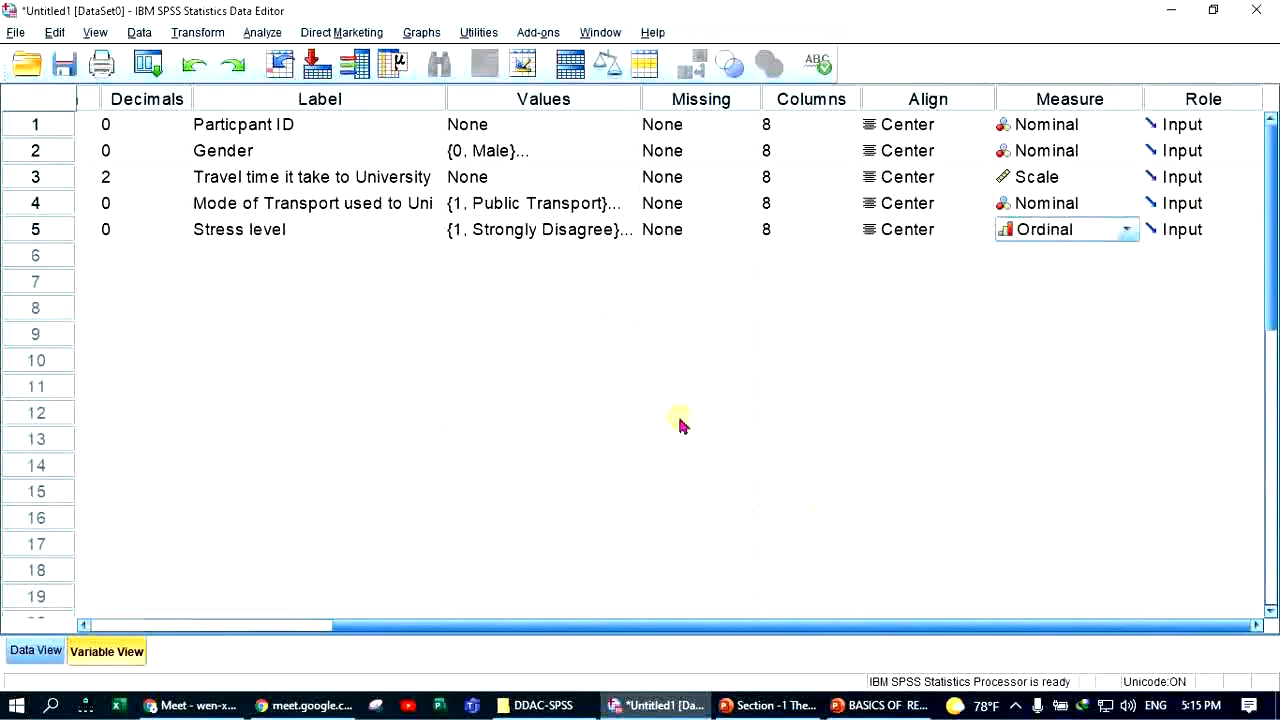 *Untitled1 [DataSet0] - IBM SPSS Statistics Data Editor
File Edit View Data Transform Analyze Direct Marketing Graphs Utilities Add-ons Window Help
ABC
Decimals Label Values Missing Columns Align Measure Role
1 0 Particpant ID None None 8 Center Nominal Input
2 0 Gender {0, Male}... None 8 Center Nominal Input
3 2 Travel time it take to University None None 8 Center Scale Input
4 0 Mode of Transport used to Uni {1, Public Transport}... None 8 Center Nominal Input
5 0 Stress level {1, Strongly Disagree}... None 8 Center Ordinal Input
6
7
8
9
10
11
12
13
14
15
16
17
18
19
Data View Variable View
IBM SPSS Statistics Processor is ready Unicode:ON
Meet - wen-x... meet.google.c... DDAC-SPSS *Untitled1 [Da... Section -1 The... BASICS OF RE... 78°F ENG 5:15 PM